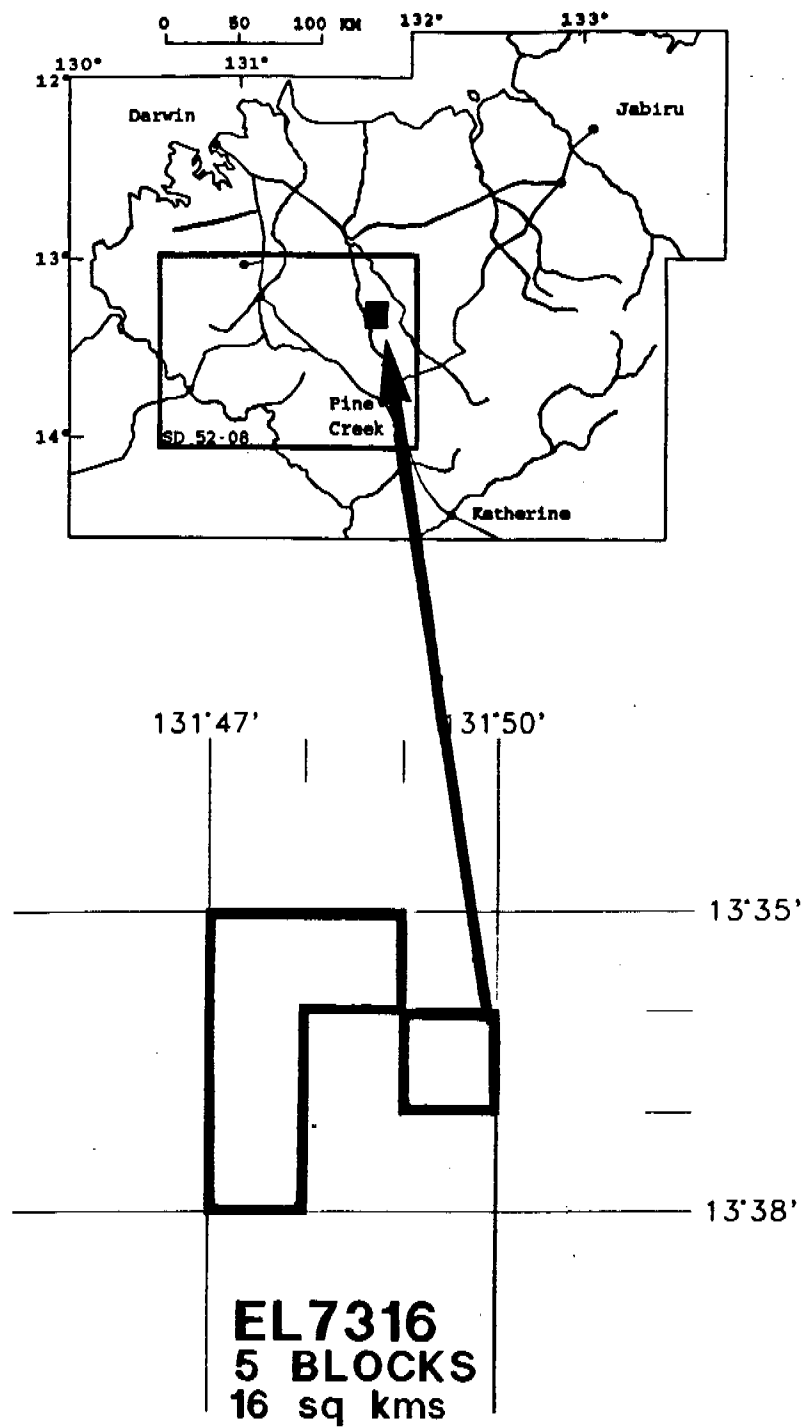 0 50 100 KM
132° 133°
130° 131°
12°
Darwin
Jabiru
13°
Pine
Creek
14°
SD 52-08
Katherine
131°47' 131°50'
13°35'
13°38'
EL7316
5 BLOCKS
16 sq kms